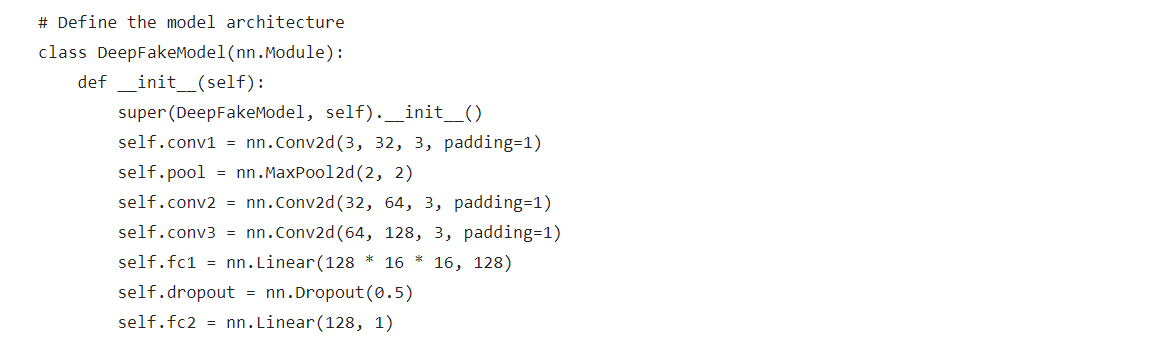 # Define the model architecture
class DeepFakeModel(nn.Module):
    def __init__(self):
        super(DeepFakeModel, self).__init__()
        self.conv1 = nn.Conv2d(3, 32, 3, padding=1)
        self.pool = nn.MaxPool2d(2, 2)
        self.conv2 = nn.Conv2d(32, 64, 3, padding=1)
        self.conv3 = nn.Conv2d(64, 128, 3, padding=1)
        self.fc1 = nn.Linear(128 * 16 * 16, 128)
        self.dropout = nn.Dropout(0.5)
        self.fc2 = nn.Linear(128, 1)